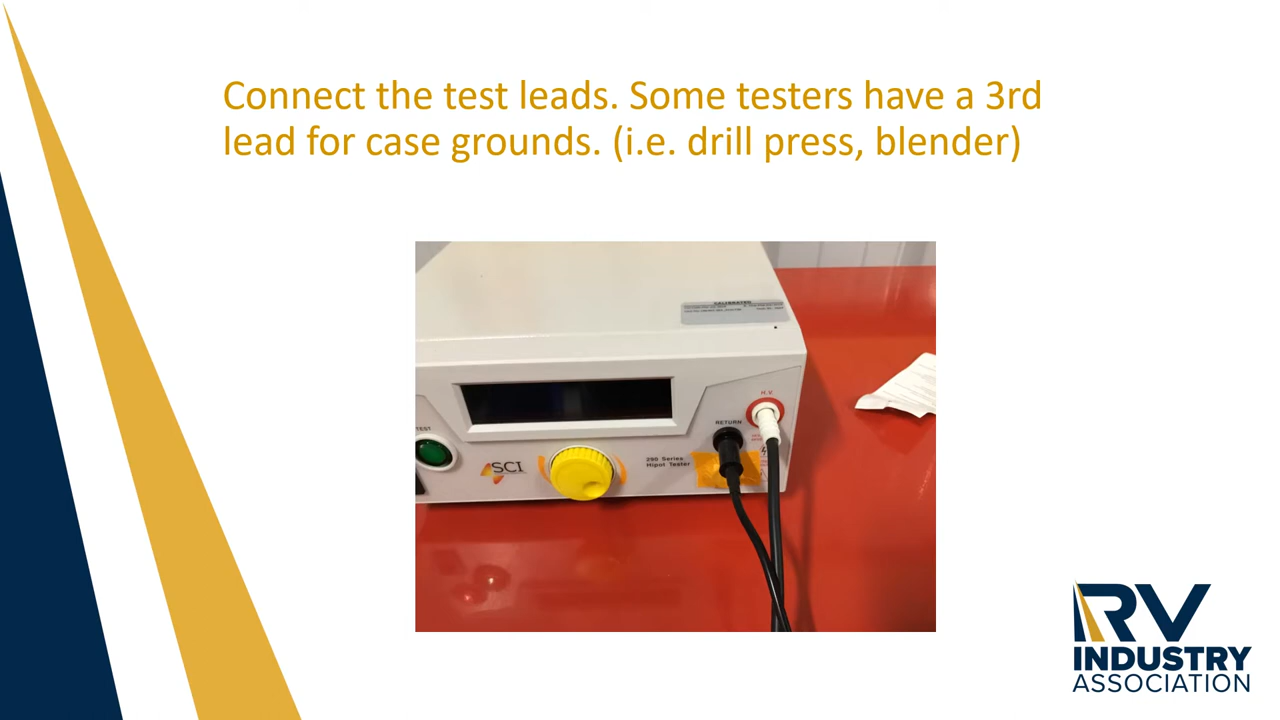 Connect the test leads. Some testers have a 3rd
lead for case grounds. (i.e. drill press, blender)
CALIBRATED
H.V.
RETURN
TEST
SCI
290 Series
Hipot Tester
RV
INDUSTRY
ASSOCIATION